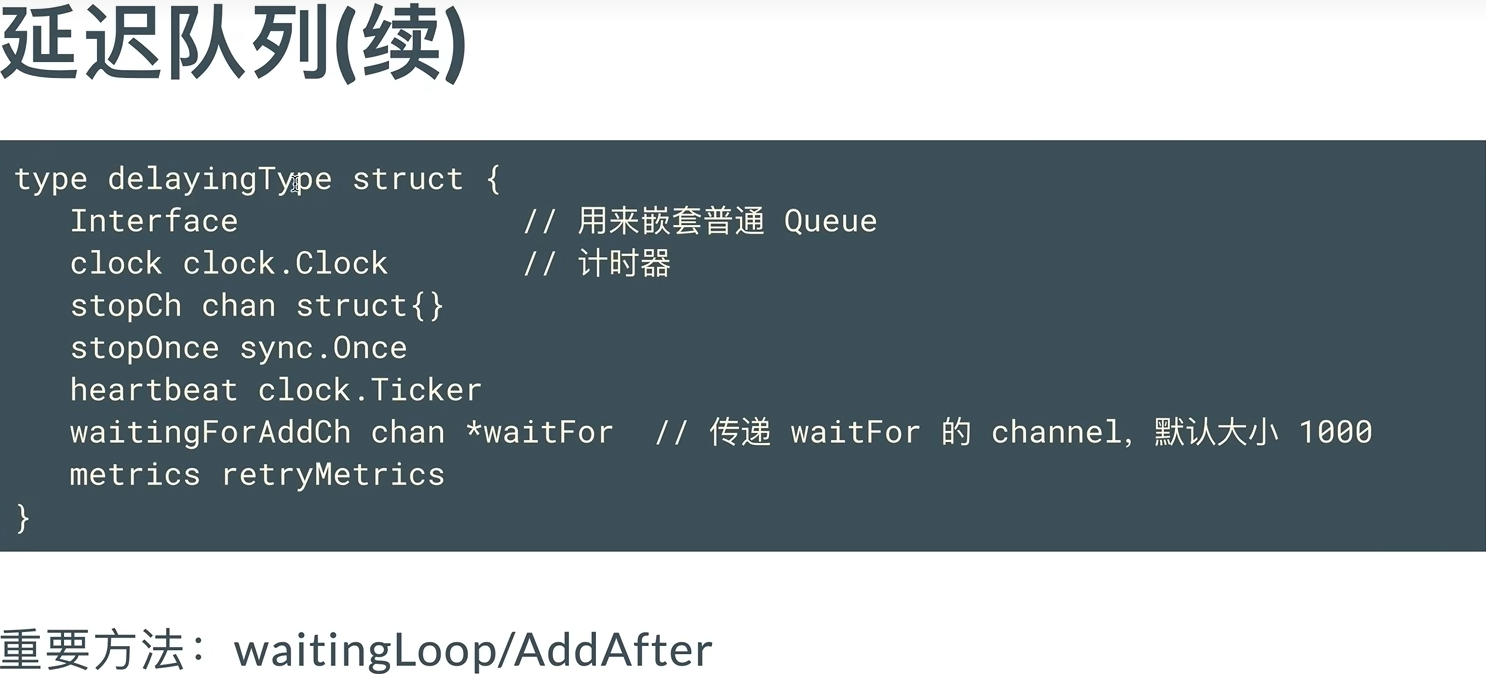 延迟队列(续)
type delayingType struct {
Interface // 用来嵌套普通 Queue
clock clock.Clock // 计时器
stopCh chan struct{}
stopOnce sync.Once
heartbeat clock.Ticker
waitingForAddCh chan *waitFor // 传递 waitFor 的 channel, 默认大小 1000
metrics retryMetrics
}
重要方法：waitingLoop/AddAfter